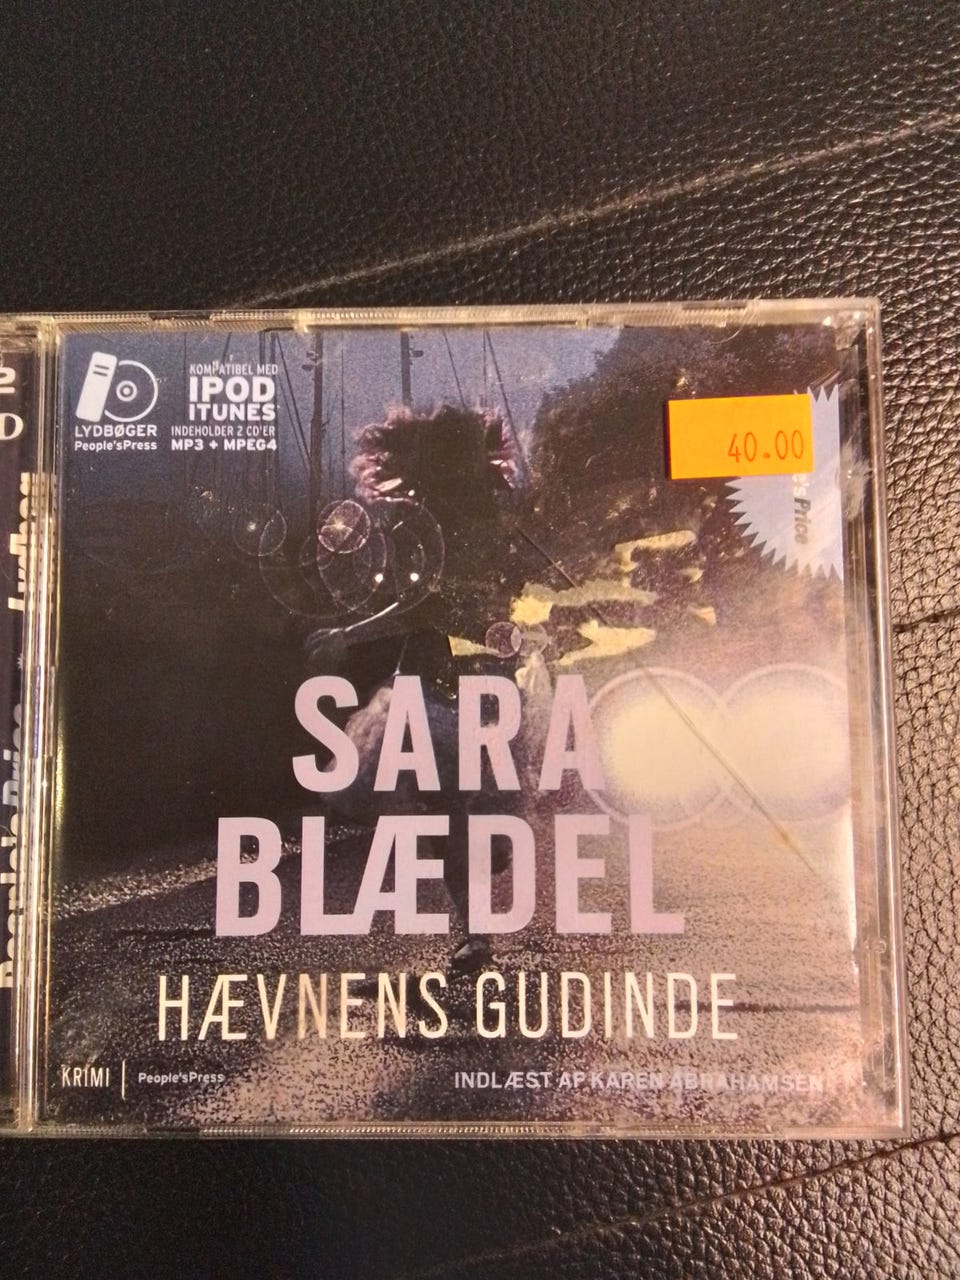 LYDBØGER
People'sPress
KOMPATIBEL MED
IPOD
ITUNES
INDEHOLDER 2 CD'ER
MP3 + MPEG4
40.00
Price
SARA
BLÆDEL
HÆVNENS GUDINDE
KRIMI
People'sPress
INDLÆST AF KAREN ABRAHAMSEN